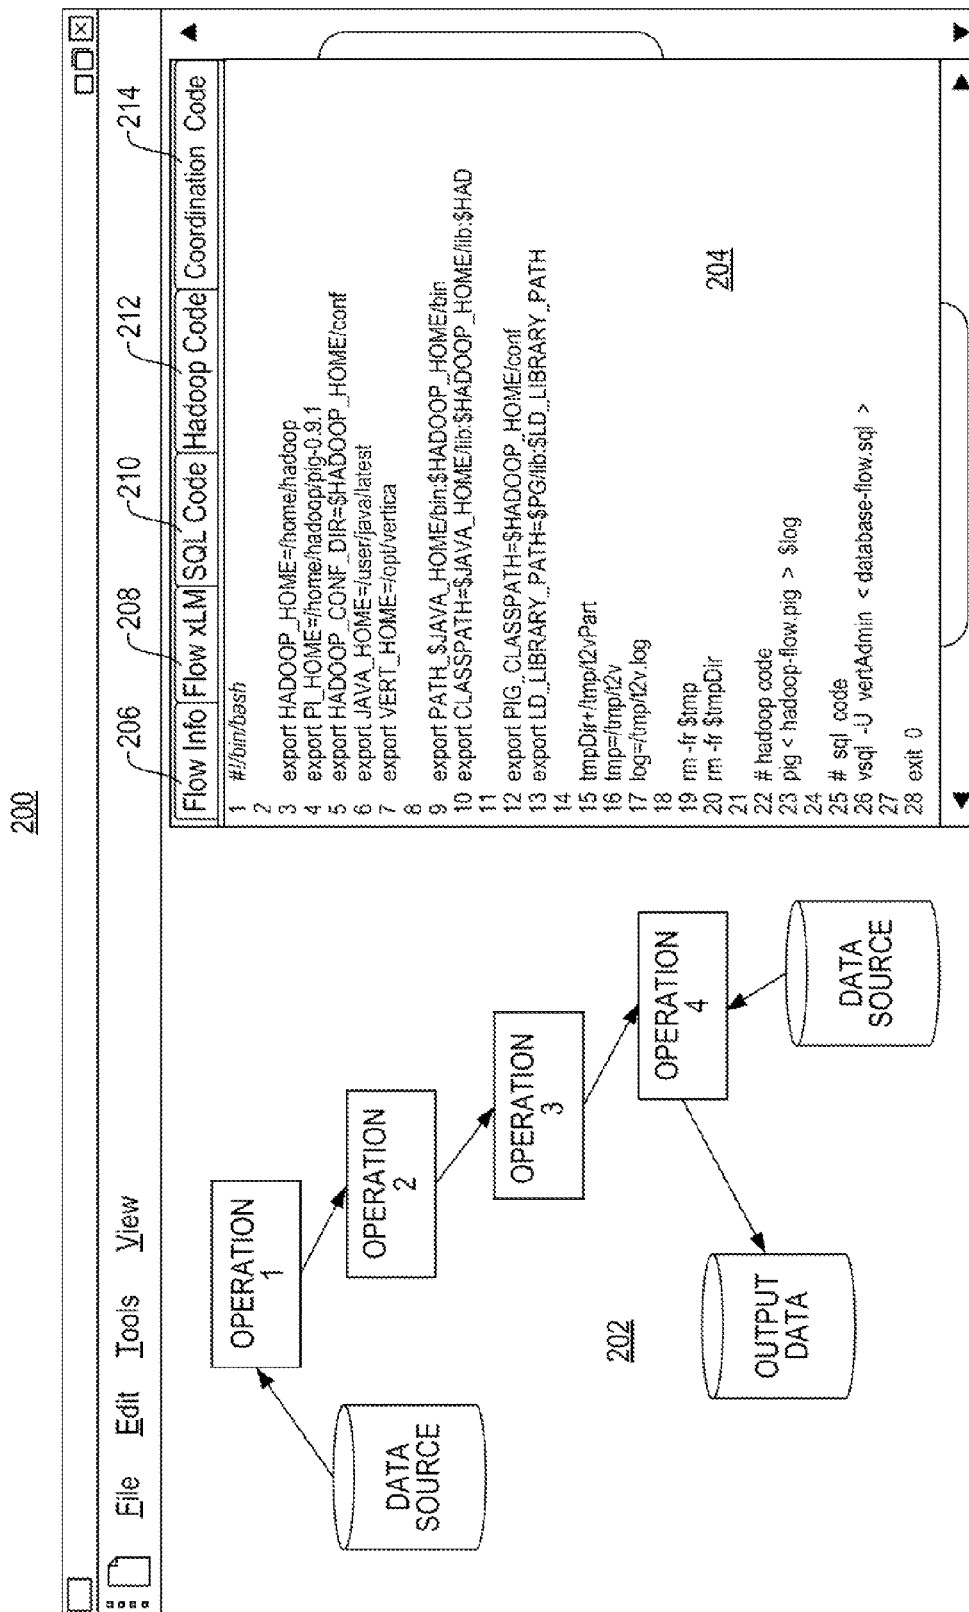 200
File Edit Tools View
206 208 210 212 214
Flow Info Flow xLM SQL Code Hadoop Code Coordination Code
1 #!/bin/bash
2
3 export HADOOP_HOME=/home/hadoop
4 export PI_HOME=/home/hadoop/pig-0.9.1
5 export HADOOP_CONF_DIR=$HADOOP_HOME/conf
6 export JAVA_HOME=/user/java/latest
7 export VERT_HOME=/opt/vertica
8
9 export PATH_$JAVA_HOME/bin:$HADOOP_HOME/bin
10 export CLASSPATH=$JAVA_HOME/lib:$HADOOP_HOME/lib:$HAD
11
12 export PIG_CLASSPATH=$HADOOP_HOME/conf
13 export LD_LIBRARY_PATH=$PG/lib:$LD_LIBRARY_PATH
14
15 tmpDir+/tmp/t2vPart
16 tmp=/tmp/t2v
17 log=/tmp/t2v.log
18
19 rm -fr $tmp
20 rm -fr $tmpDir
21
22 # hadoop code
23 pig < hadoop-flow.pig > $log
24
25 # sql code
26 vsql -U vertAdmin < database-flow.sql >
27
28 exit 0
204
DATA
SOURCE
OPERATION
1
OPERATION
2
OPERATION
3
OPERATION
4
DATA
SOURCE
OUTPUT
DATA
202